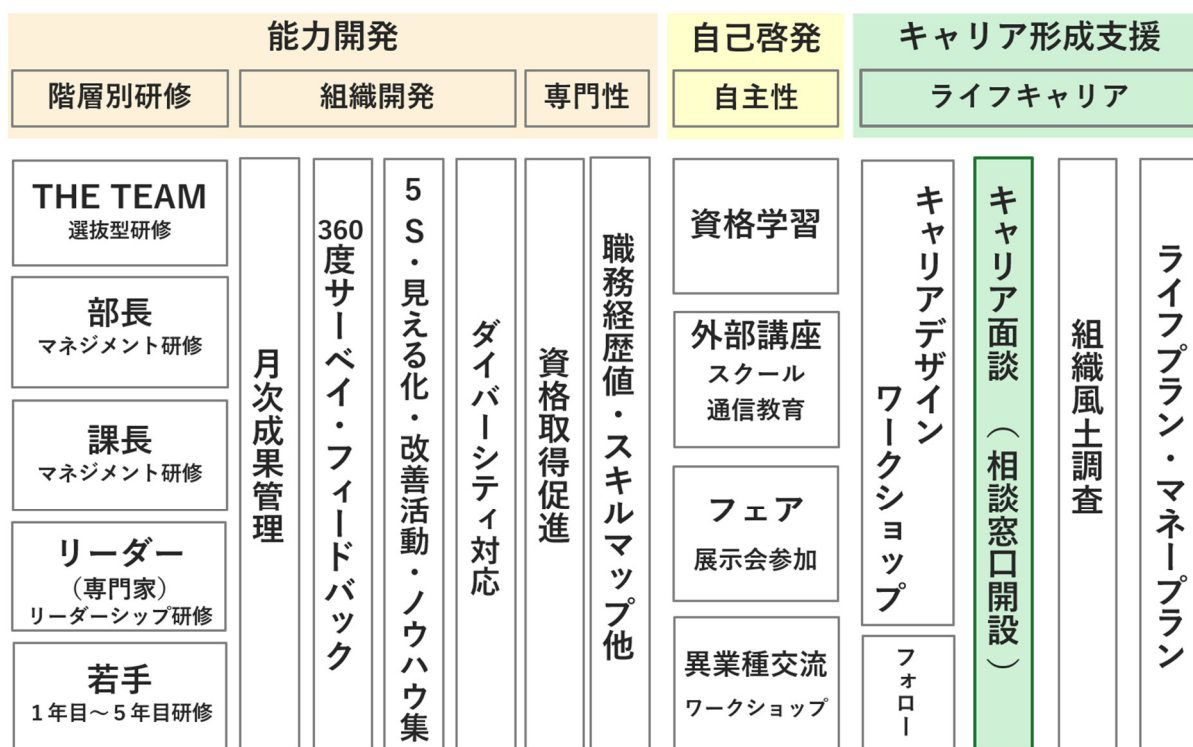 能力開発
自己啓発
キャリア形成支援
階層別研修
組織開発
専門性
自主性
ライフキャリア
THE TEAM
選抜型研修
部長
マネジメント研修
課長
マネジメント研修
リーダー
（専門家）
リーダーシップ研修
若手
1年目～5年目研修
月次成果管理
360度サーベイ・フィードバック
5S・見える化・改善活動・ノウハウ集
ダイバーシティ対応
資格取得促進
職務経歴値・スキルマップ他
資格学習
外部講座
スクール
通信教育
フェア
展示会参加
異業種交流
ワークショップ
キャリアデザイン
ワークショップ
フォロー
キャリア面談（相談窓口開設）
組織風土調査
ライフプラン・マネープラン